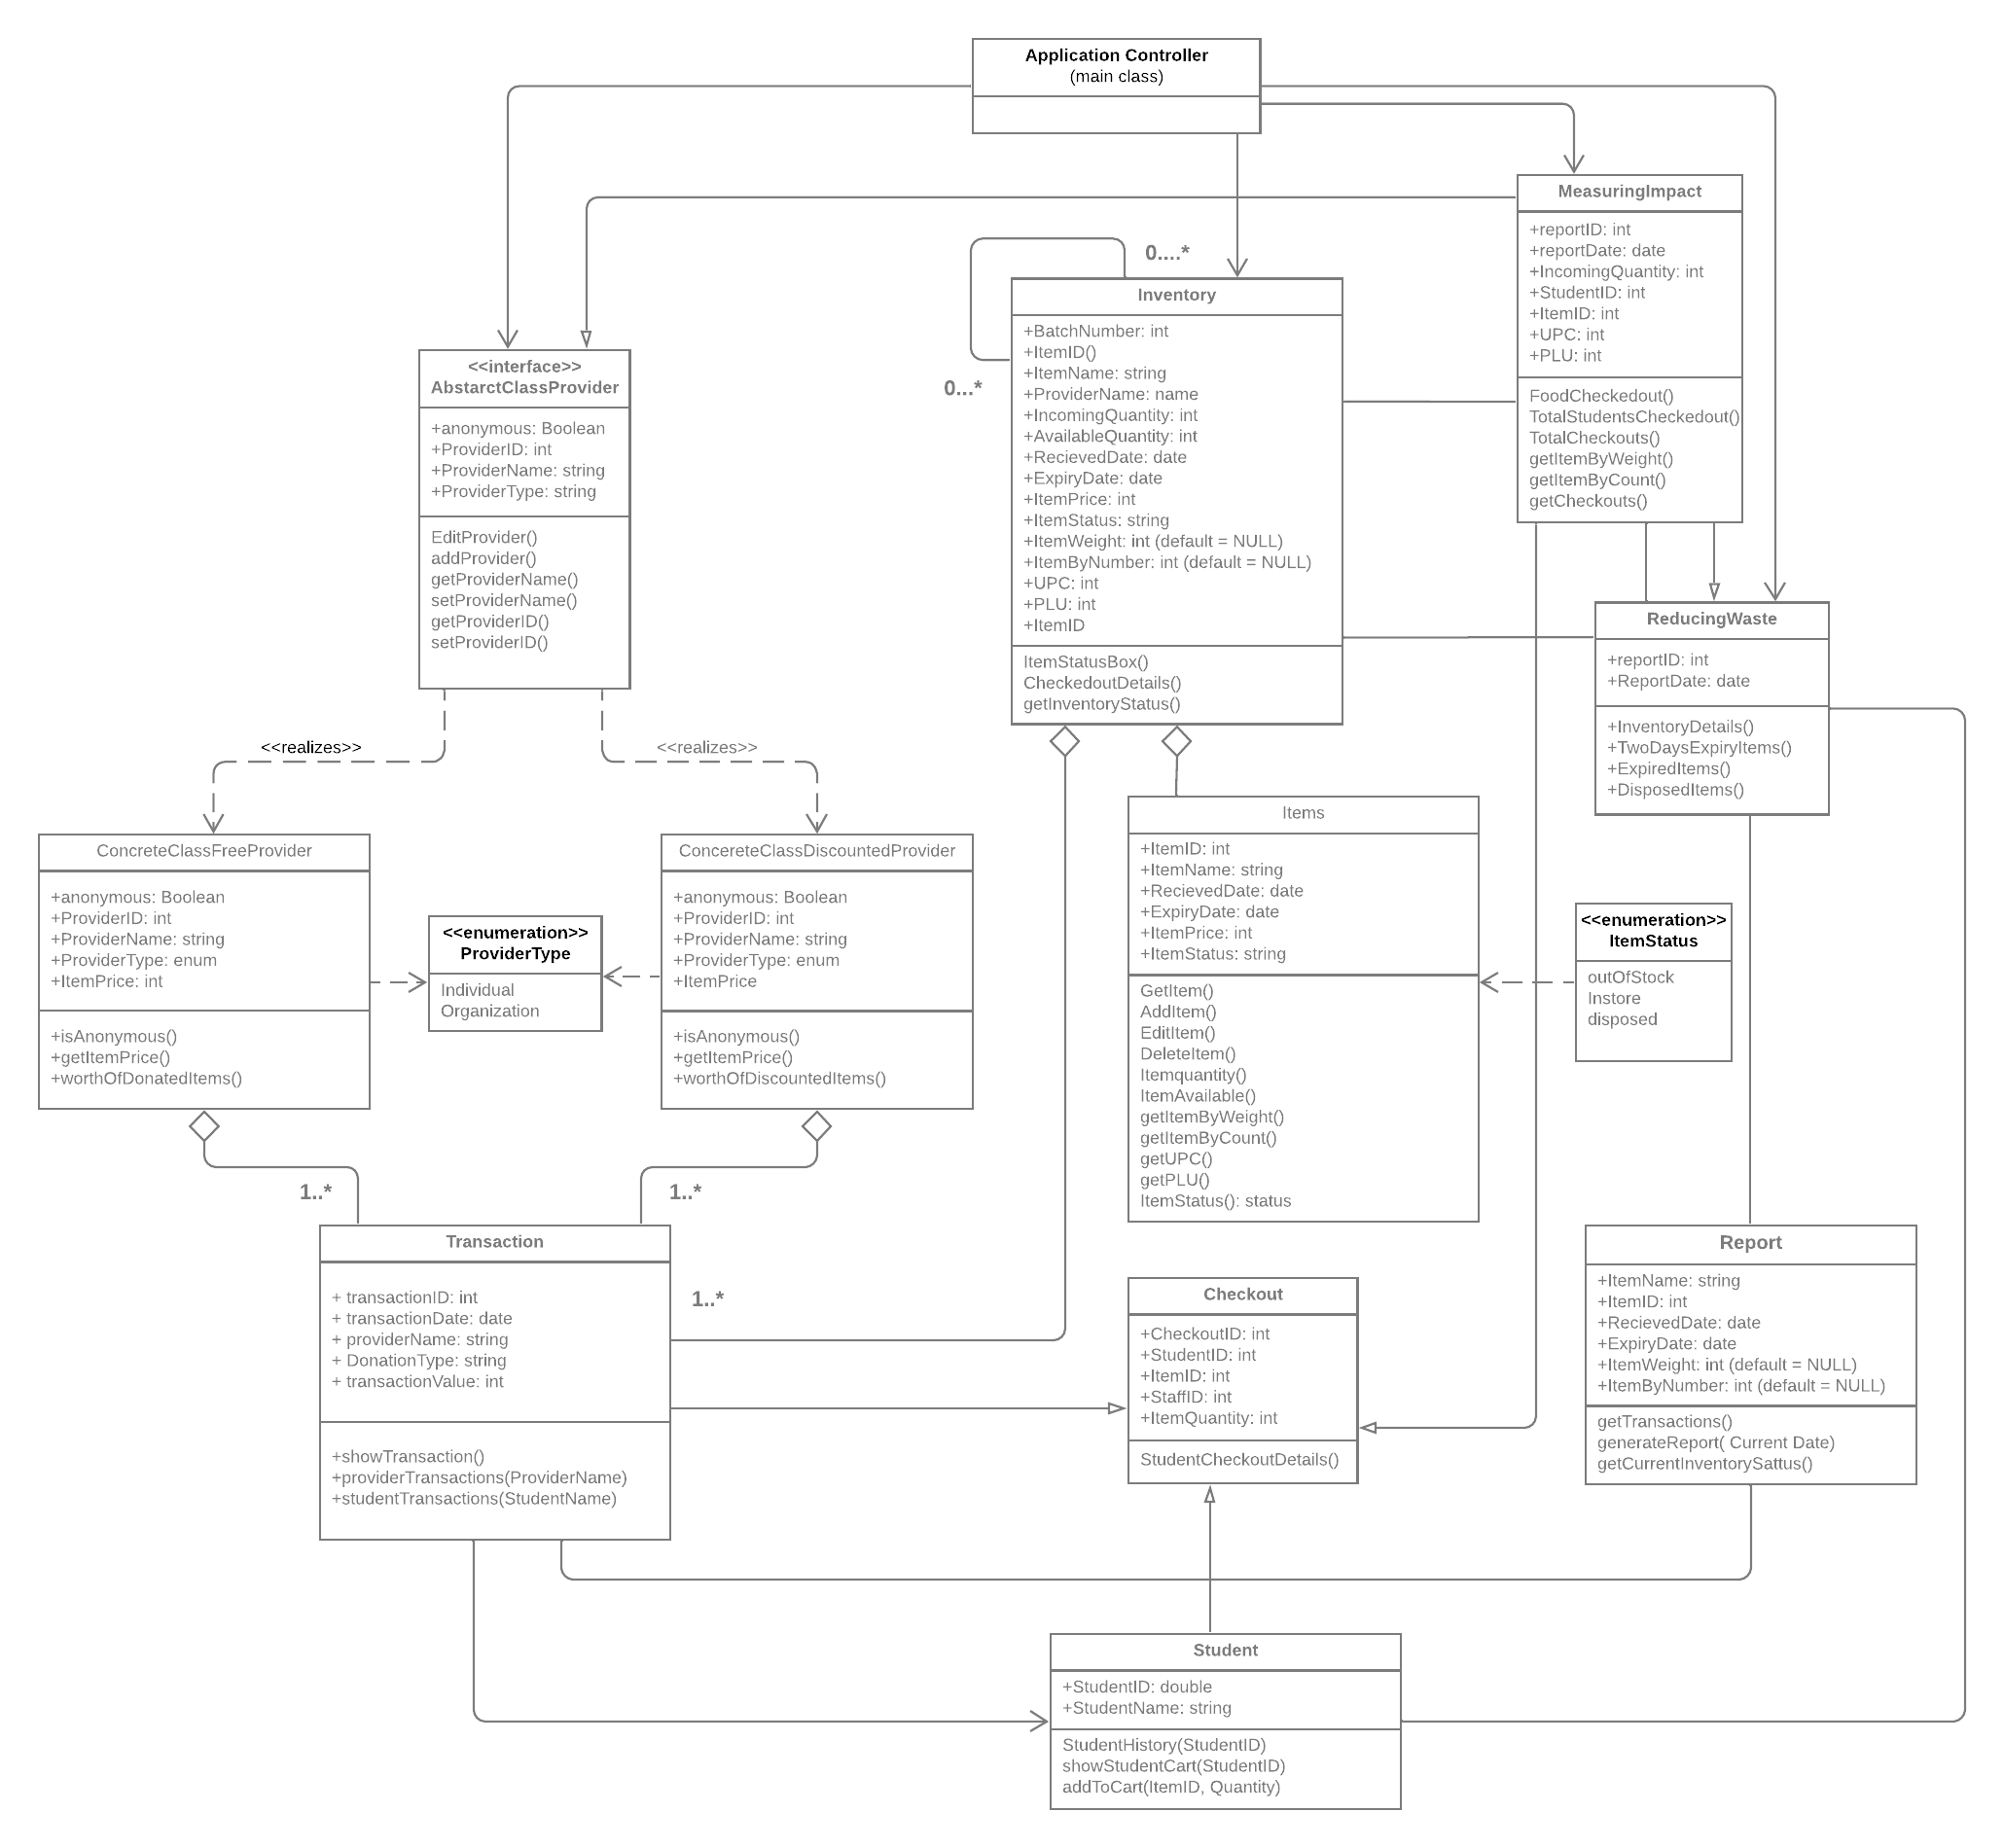 Application Controller
(main class)
MeasuringImpact
+reportID: int
+reportDate: date
+IncomingQuantity: int
+StudentID: int
+ItemID: int
+UPC: int
+PLU: int
FoodCheckedout()
TotalStudentsCheckedout()
TotalCheckouts()
getItemByWeight()
getItemByCount()
getCheckouts()
0....*
0...*
Inventory
+BatchNumber: int
+ItemID()
+ItemName: string
+ProviderName: name
+IncomingQuantity: int
+AvailableQuantity: int
+RecievedDate: date
+ExpiryDate: date
+ItemPrice: int
+ItemStatus: string
+ItemWeight: int (default = NULL)
+ItemByNumber: int (default = NULL)
+UPC: int
+PLU: int
+ItemID
ItemStatusBox()
CheckedoutDetails()
getInventoryStatus()
<<interface>>
AbstarctClassProvider
+anonymous: Boolean
+ProviderID: int
+ProviderName: string
+ProviderType: string
EditProvider()
addProvider()
getProviderName()
setProviderName()
getProviderID()
setProviderID()
ReducingWaste
+reportID: int
+ReportDate: date
+InventoryDetails()
+TwoDaysExpiryItems()
+ExpiredItems()
+DisposedItems()
<<realizes>>
<<realizes>>
ConcreteClassFreeProvider
+anonymous: Boolean
+ProviderID: int
+ProviderName: string
+ProviderType: enum
+ItemPrice: int
+isAnonymous()
+getItemPrice()
+worthOfDonatedItems()
<<enumeration>>
ProviderType
Individual
Organization
ConcereteClassDiscountedProvider
+anonymous: Boolean
+ProviderID: int
+ProviderName: string
+ProviderType: enum
+ItemPrice
+isAnonymous()
+getItemPrice()
+worthOfDiscountedItems()
Items
+ItemID: int
+ItemName: string
+RecievedDate: date
+ExpiryDate: date
+ItemPrice: int
+ItemStatus: string
GetItem()
AddItem()
EditItem()
DeleteItem()
Itemquantity()
ItemAvailable()
getItemByWeight()
getItemByCount()
getUPC()
getPLU()
ItemStatus(): status
<<enumeration>>
ItemStatus
outOfStock
Instore
disposed
1..*
1..*
1..*
Transaction
+ transactionID: int
+ transactionDate: date
+ providerName: string
+ DonationType: string
+ transactionValue: int
+showTransaction()
+providerTransactions(ProviderName)
+studentTransactions(StudentName)
Checkout
+CheckoutID: int
+StudentID: int
+ItemID: int
+StaffID: int
+ItemQuantity: int
StudentCheckoutDetails()
Report
+ItemName: string
+ItemID: int
+RecievedDate: date
+ExpiryDate: date
+ItemWeight: int (default = NULL)
+ItemByNumber: int (default = NULL)
getTransactions()
generateReport( Current Date)
getCurrentInventorySattus()
Student
+StudentID: double
+StudentName: string
StudentHistory(StudentID)
showStudentCart(StudentID)
addToCart(ItemID, Quantity)